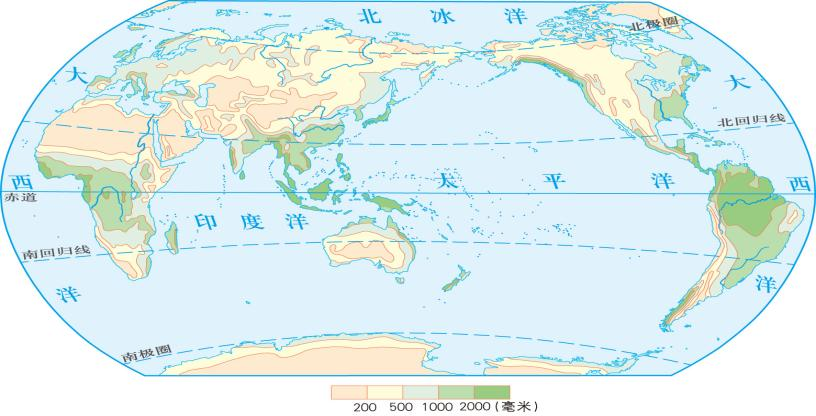 北冰洋
北极圈
大
大
北回归线
西
太平洋
西
赤道
印度洋
南回归线
洋
洋
南极圈
200 500 1000 2000(毫米)